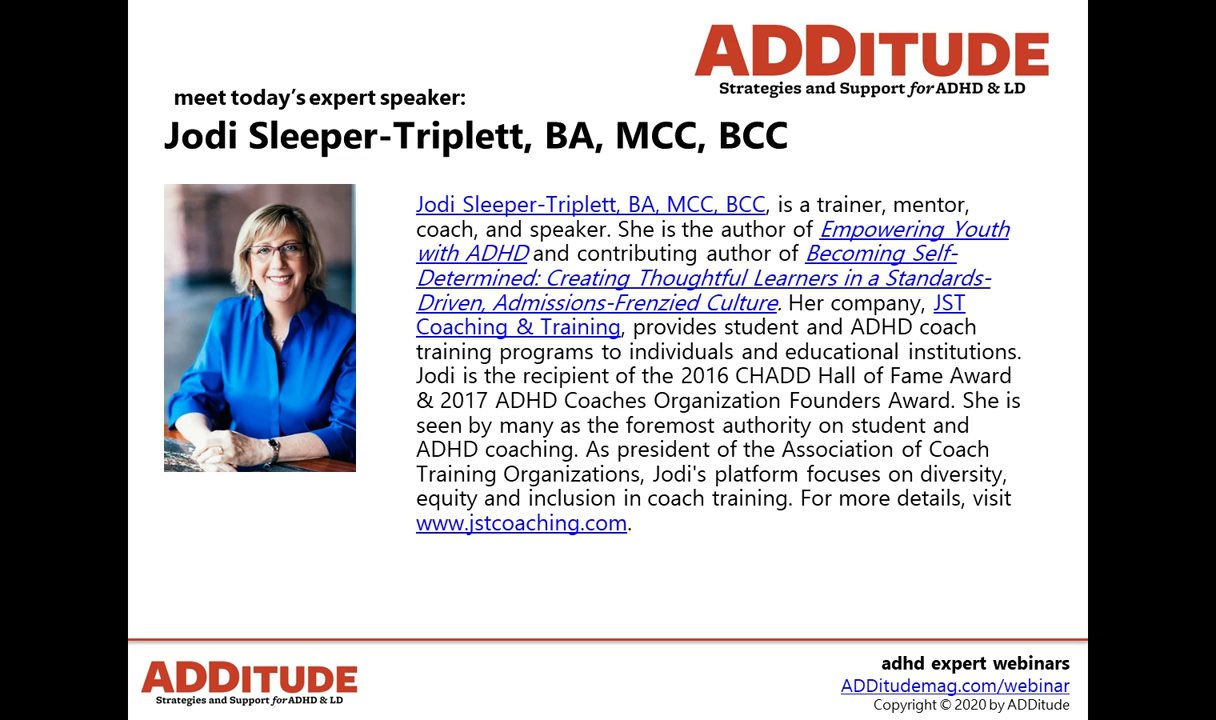 ADDITUDE
Strategies and Support for ADHD & LD
meet today's expert speaker:
Jodi Sleeper-Triplett, BA, MCC, BCC
Jodi Sleeper-Triplett, BA, MCC, BCC, is a trainer, mentor,
coach, and speaker. She is the author of Empowering Youth
with ADHD and contributing author of Becoming Self-
Determined: Creating Thoughtful Learners in a Standards-
Driven, Admissions-Frenzied Culture. Her company, JST
Coaching & Training, provides student and ADHD coach
training programs to individuals and educational institutions.
Jodi is the recipient of the 2016 CHADD Hall of Fame Award
& 2017 ADHD Coaches Organization Founders Award. She is
seen by many as the foremost authority on student and
ADHD coaching. As president of the Association of Coach
Training Organizations, Jodi's platform focuses on diversity,
equity and inclusion in coach training. For more details, visit
www.jstcoaching.com.
ADDITUDE
Strategies and Support for ADHD & LD
adhd expert webinars
ADDitudemag.com/webinar
Copyright © 2020 by ADDitude